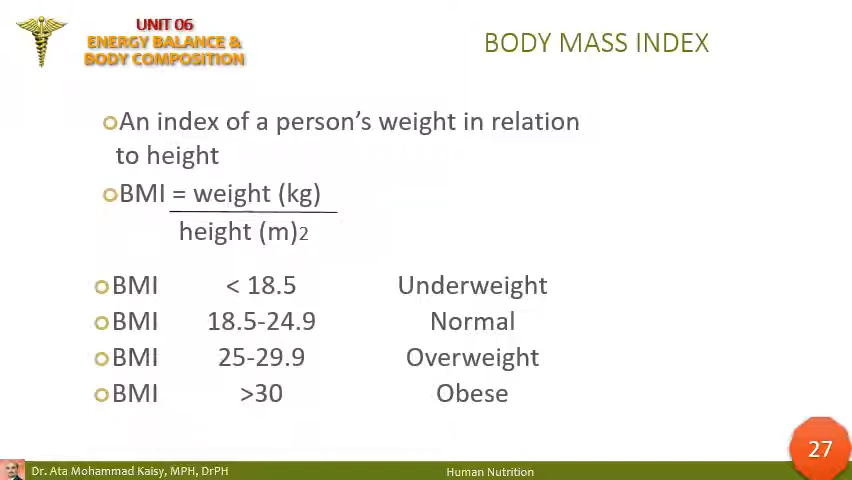 UNIT 06
ENERGY BALANCE &
BODY COMPOSITION
BODY MASS INDEX
An index of a person’s weight in relation
to height
BMI = weight (kg)
height (m)2
BMI < 18.5 Underweight
BMI 18.5-24.9 Normal
BMI 25-29.9 Overweight
BMI >30 Obese
27
Dr. Ata Mohammad Kaisy, MPH, DrPH Human Nutrition